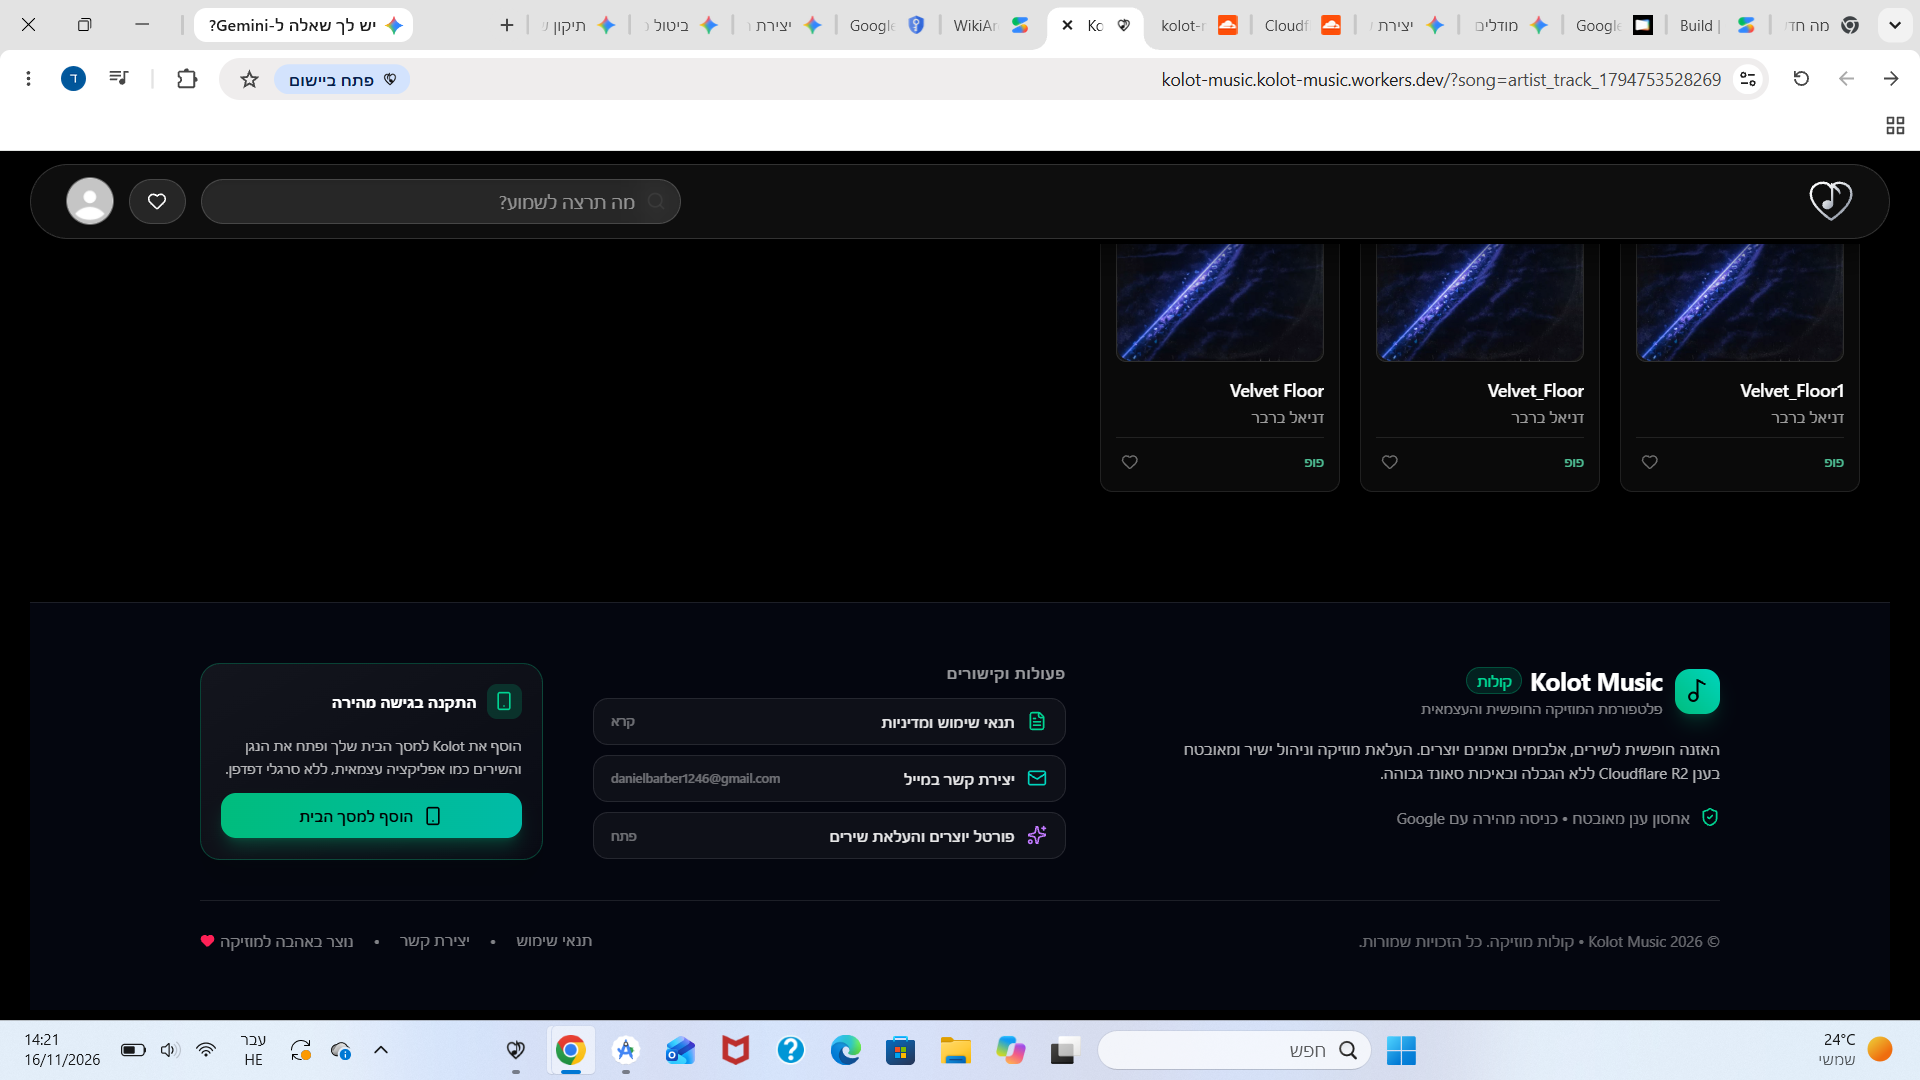 יש לך שאלה ל-Gemini?
תיקון
ביטול
יצירת
Google
WikiAr
Ko
kolot-r
Cloudf
יצירת
מודלים
Google
Build |
מה חדי
פתח ביישום
kolot-music.kolot-music.workers.dev/?song=artist_track_1794753528269
מה תרצה לשמוע?
Velvet_Floor1
דניאל ברבר
פופ
Velvet_Floor
דניאל ברבר
פופ
Velvet Floor
דניאל ברבר
פופ
Kolot Music
קולות
פלטפורמת המוזיקה החופשית והעצמאית
האזנה חופשית לשירים, אלבומים ואמנים יוצרים. העלאת מוזיקה וניהול ישיר ומאובטח
בענן Cloudflare R2 ללא הגבלה ובאיכות סאונד גבוהה.
אחסון ענן מאובטח • כניסה מהירה עם Google
פעולות וקישורים
תנאי שימוש ומדיניות
קרא
יצירת קשר במייל
danielbarber1246@gmail.com
פורטל יוצרים והעלאת שירים
פתח
התקנה בגישה מהירה
הוסף את Kolot למסך הבית שלך ופתח את הנגן
והשירים כמו אפליקציה עצמאית, ללא סרגלי דפדפן.
הוסף למסך הבית
© 2026 Kolot Music • קולות מוזיקה. כל הזכויות שמורות.
תנאי שימוש • יצירת קשר • נוצר באהבה למוזיקה
14:21
16/11/2026
עבר
HE
חפש
24°C
שמשי
ד